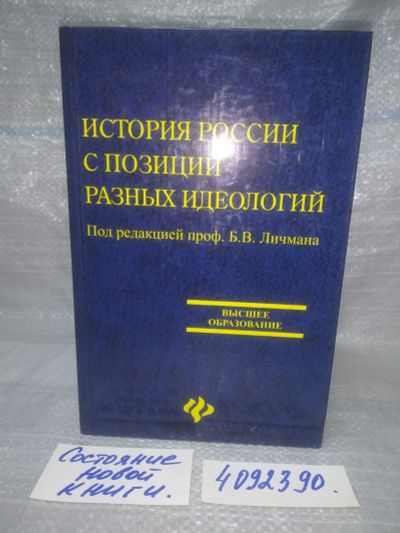 ИСТОРИЯ РОССИИ
С ПОЗИЦИЙ
РАЗНЫХ ИДЕОЛОГИЙ
Под редакцией проф. Б.В. Личмана
ВЫСШЕЕ
ОБРАЗОВАНИЕ
Состояние
новой
книги.
4092390.